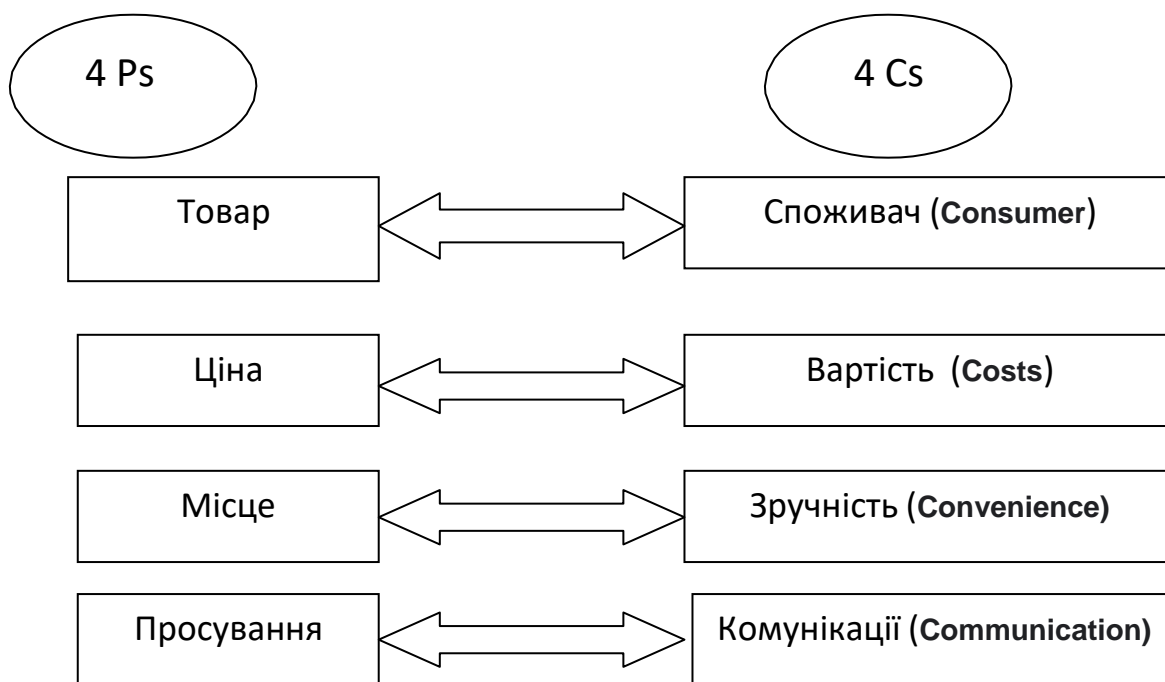 4 Ps 4 Cs
Товар Споживач (Consumer)
Ціна Вартість (Costs)
Місце Зручність (Convenience)
Просування Комунікації (Communication)